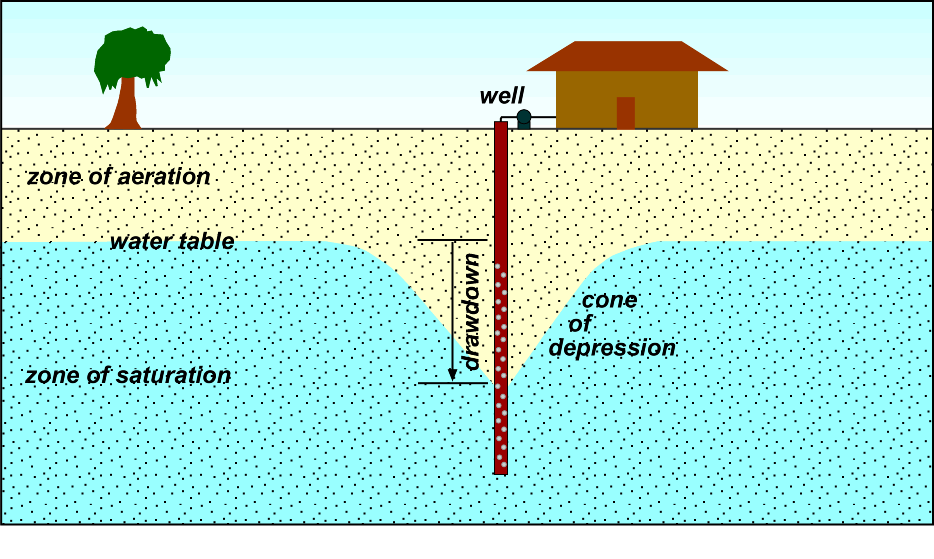 well
zone of aeration
water table
drawdown
cone
of
depression
zone of saturation